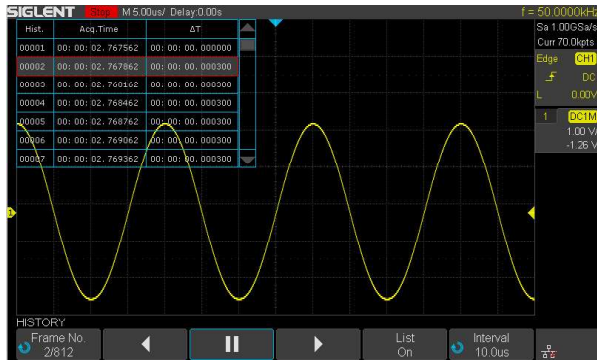 SIGLENT Stop M 5.00us/ Delay:0.00s f = 50.0000kHz
Sa 1.00GSa/s
Curr 70.0kpts
Edge CH1
DC
L 0.00V
1 DC1M
1.00 V/
-1.26 V
Hist. Acq.Time ΔT
00001 00: 00: 02. 767562 00: 00: 00. 000000
00002 00: 00: 02. 767862 00: 00: 00. 000300
00003 00: 00: 02. 768162 00: 00: 00. 000300
00004 00: 00: 02. 768462 00: 00: 00. 000300
00005 00: 00: 02. 768762 00: 00: 00. 000300
00006 00: 00: 02. 769062 00: 00: 00. 000300
00007 00: 00: 02. 769362 00: 00: 00. 000300
1
HISTORY
Frame No.
2/812
List
On
Interval
10.0us